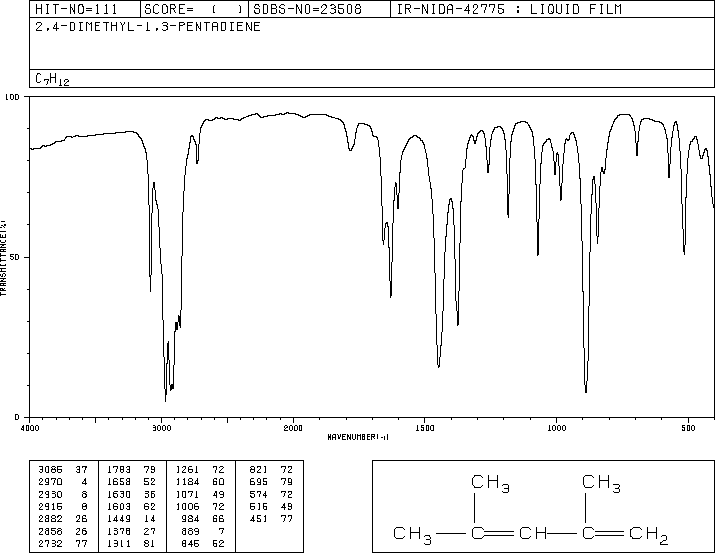 HIT-NO=111 SCORE= ( ) SDBS-NO=23508 IR-NIDA-42775 : LIQUID FILM
2,4-DIMETHYL-1,3-PENTADIENE
C7H12
100
50
0
TRANSMITTANCE(%)
4000 3000 2000 1500 1000 500
WAVENUMBER(-1)
3086 37 1783 79 1261 72 821 72
2970 4 1658 52 1184 60 695 79
2930 8 1630 36 1071 49 574 72
2915 8 1603 62 1006 72 516 49
2882 26 1449 14 984 66 451 77
2858 26 1378 27 889 7
2732 77 1311 81 845 52
CH3 CH3
CH3 C CH C CH2